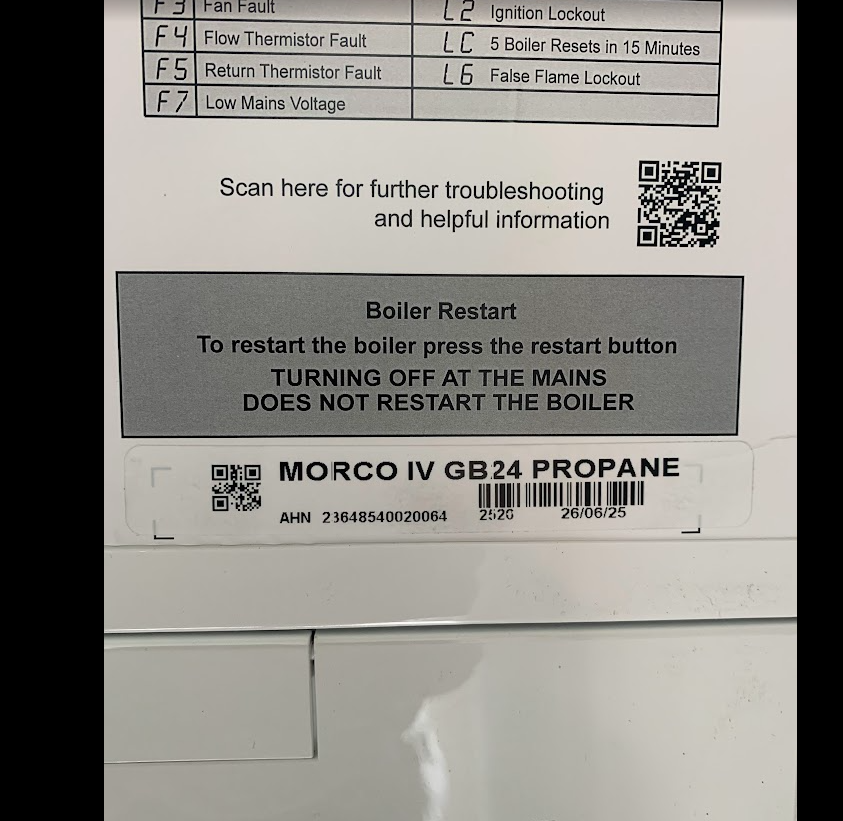 F3 Fan Fault L2 Ignition Lockout
F4 Flow Thermistor Fault LC 5 Boiler Resets in 15 Minutes
F5 Return Thermistor Fault L6 False Flame Lockout
F7 Low Mains Voltage
Scan here for further troubleshooting
and helpful information
Boiler Restart
To restart the boiler press the restart button
TURNING OFF AT THE MAINS
DOES NOT RESTART THE BOILER
MORCO IV GB24 PROPANE
AHN 23648540020064 2520 26/06/25